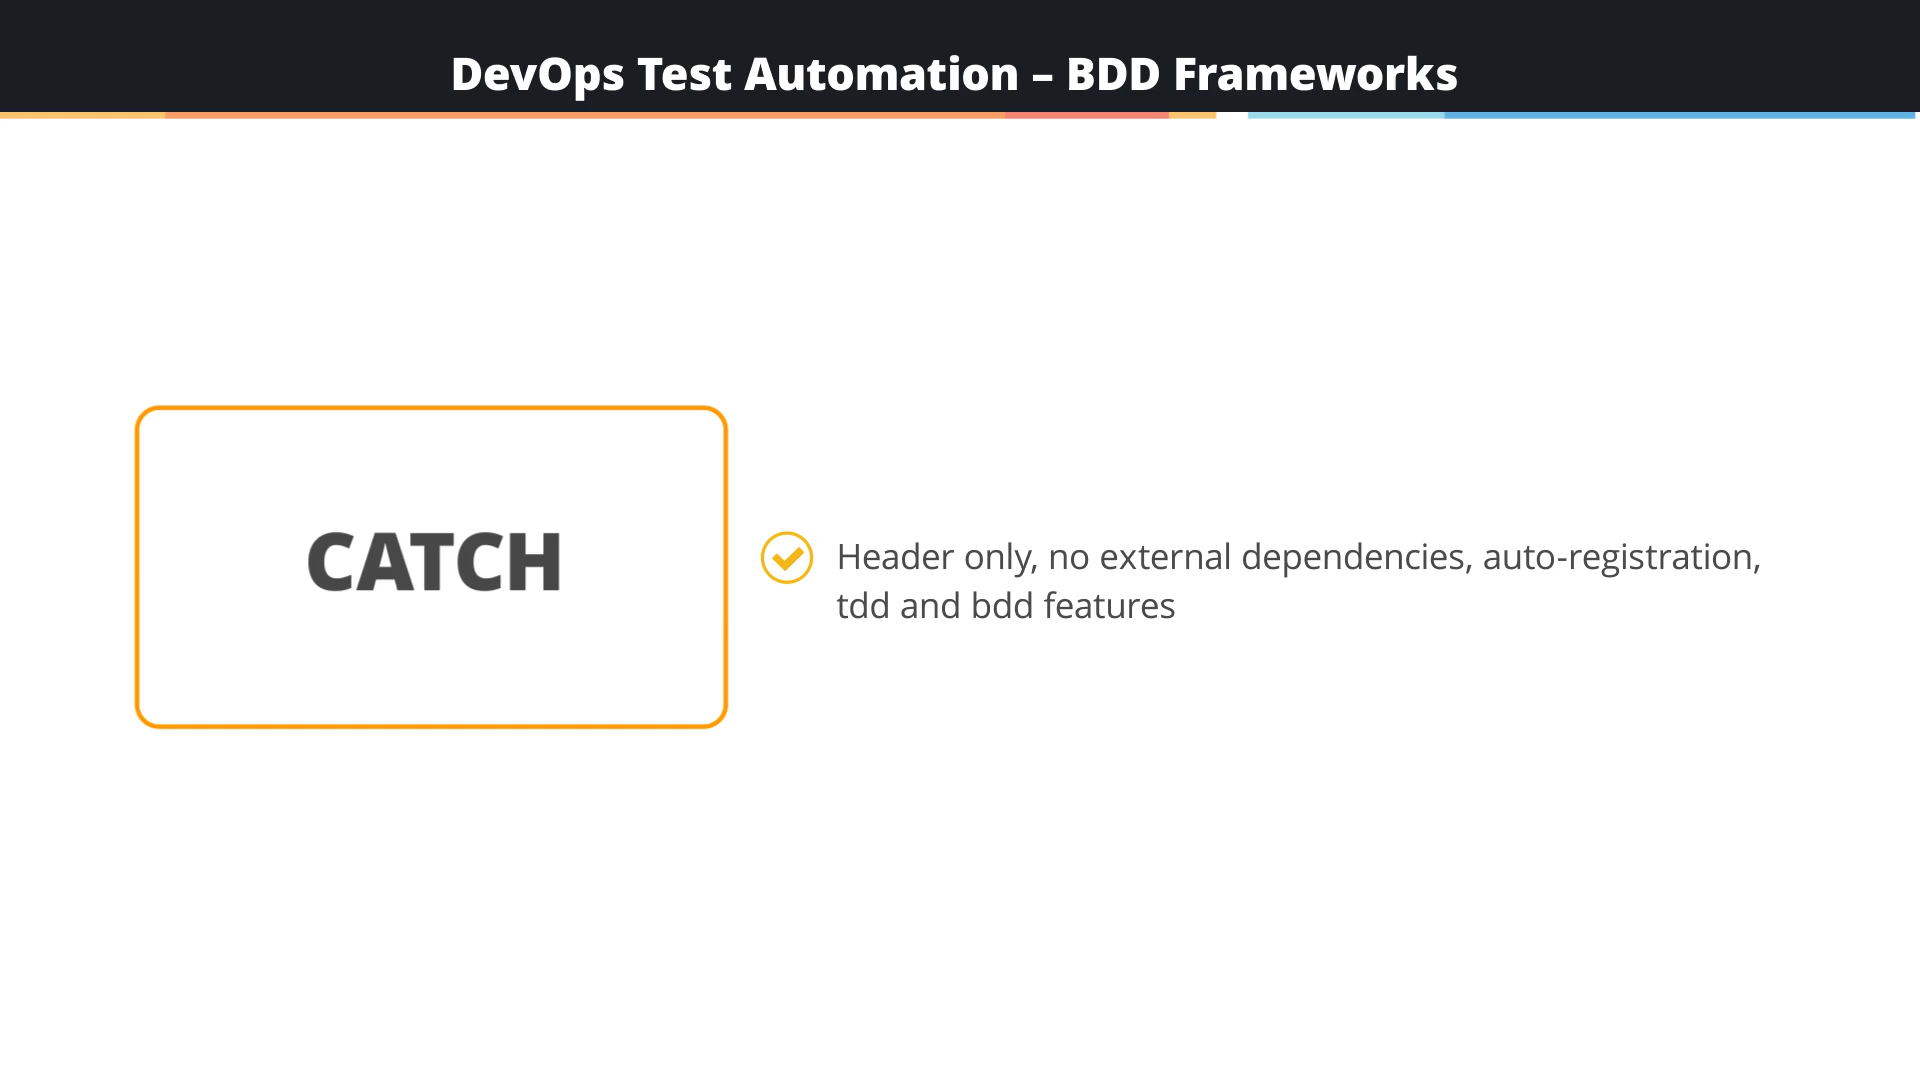 DevOps Test Automation – BDD Frameworks
CATCH
Header only, no external dependencies, auto-registration,
tdd and bdd features